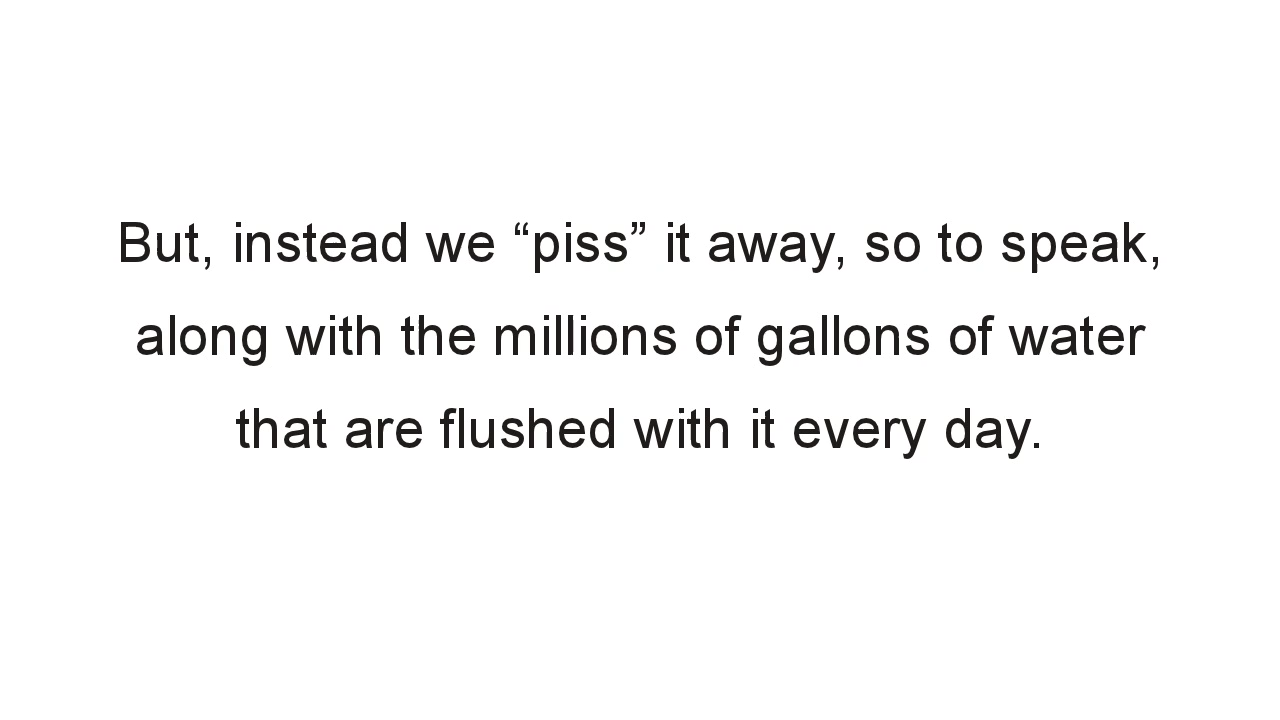 But, instead we “piss” it away, so to speak,
along with the millions of gallons of water
that are flushed with it every day.